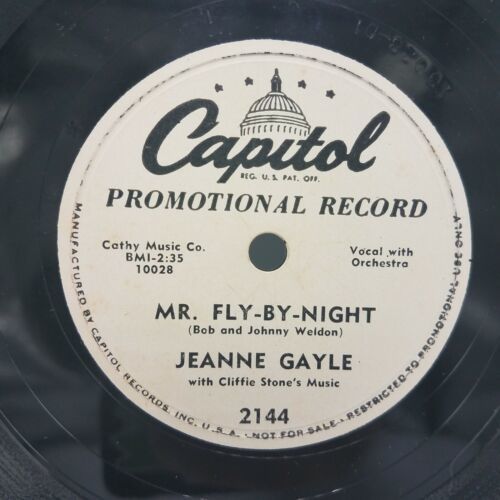 Capitol
REG. U.S. PAT. OFF.
PROMOTIONAL RECORD
Cathy Music Co.
BMI-2:35
10028
Vocal with
Orchestra
MR. FLY-BY-NIGHT
(Bob and Johnny Weldon)
JEANNE GAYLE
with Cliffie Stone's Music
2144
MANUFACTURED BY CAPITOL RECORDS, INC. U.S.A. - NOT FOR SALE - RESTRICTED TO PROMOTIONAL USE ONLY